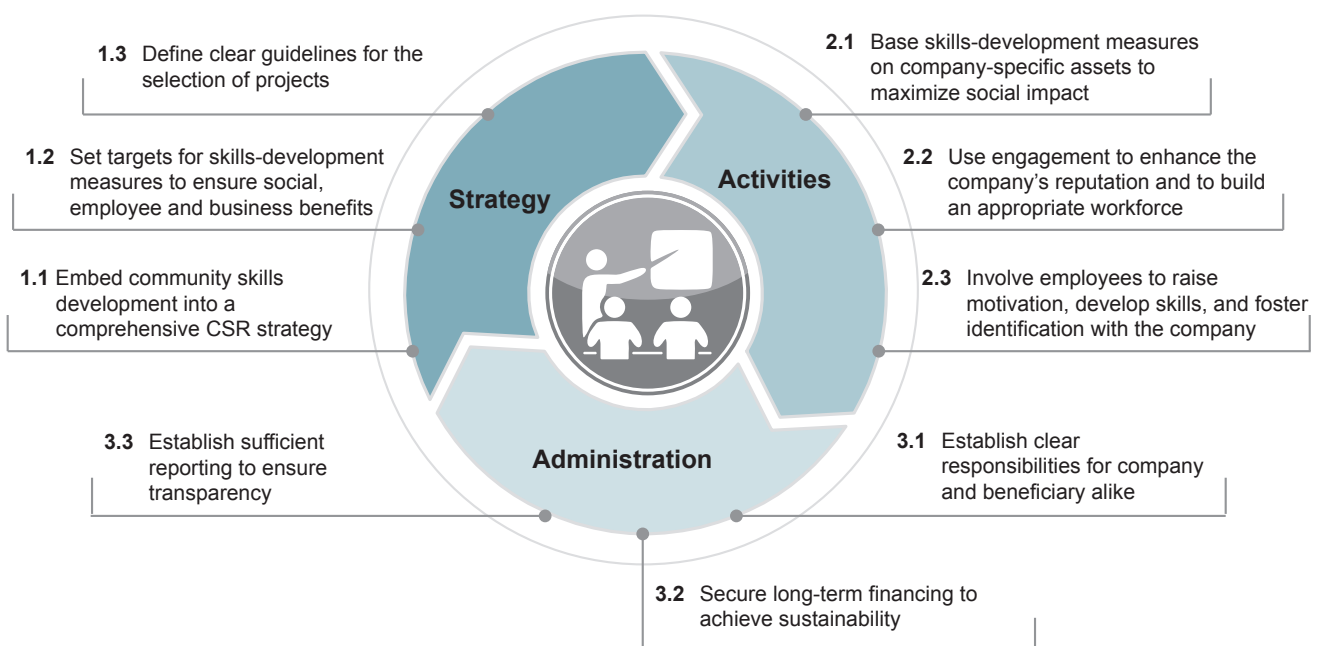 1.3 Define clear guidelines for the
selection of projects
1.2 Set targets for skills-development
measures to ensure social,
employee and business benefits
1.1 Embed community skills
development into a
comprehensive CSR strategy
Strategy
Activities
Administration
2.1 Base skills-development measures
on company-specific assets to
maximize social impact
2.2 Use engagement to enhance the
company's reputation and to build
an appropriate workforce
2.3 Involve employees to raise
motivation, develop skills, and foster
identification with the company
3.1 Establish clear
responsibilities for company
and beneficiary alike
3.2 Secure long-term financing to
achieve sustainability
3.3 Establish sufficient
reporting to ensure
transparency